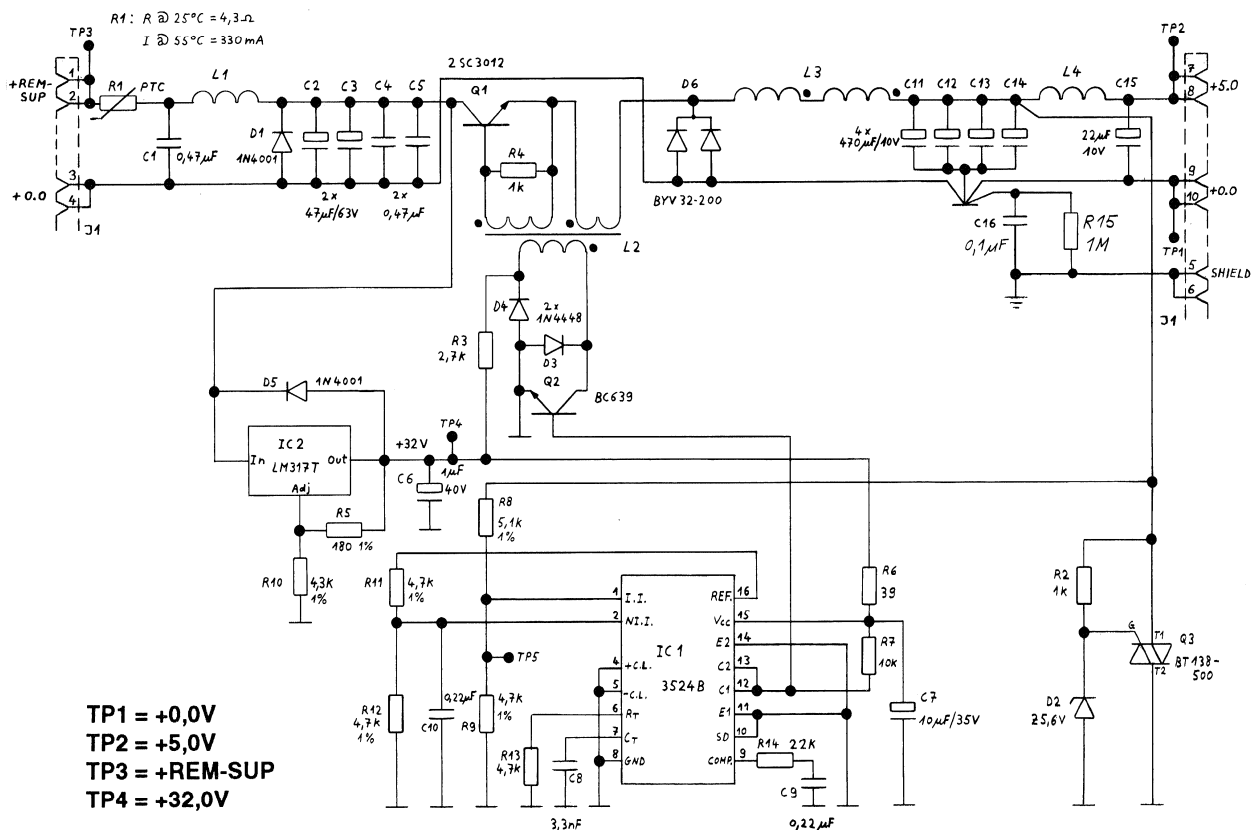 R1: R @ 25°C = 4,3Ω
I @ 55°C = 330mA
TP3
+REM-SUP
1
2
3
4
+0.0
J1
R1
PTC
L1
C1
0,47µF
D1
1N4001
C2
C3
C4
C5
2x
47µF/63V
2x
0,47µF
2SC3012
Q1
R4
1k
L2
D6
BYV 32-200
L3
C11
C12
C13
C14
4x
470µF/10V
L4
C15
22µF
10V
TP2
7
8
+5.0
9
10
+0.0
TP1
C16
0,1µF
R15
1M
5
6
SHIELD
J1
D4
2x
1N4448
D3
R3
2,7k
Q2
BC639
D5
1N4001
IC2
LM317T
In
Out
Adj
+32V
TP4
C6
1µF
40V
R5
180 1%
R10
4,3K
1%
R8
5,1k
1%
R11
4,7K
1%
R6
39
R2
1k
1
I.I.
2
NI.I.
4
+C.L.
5
-C.L.
6
RT
7
CT
8
GND
IC1
3524B
REF.
16
VCC
15
E2
14
C2
13
C1
12
E1
11
SD
10
COMP.
9
R7
10k
TP5
R12
4,7K
1%
0,22µF
C10
4,7K
1%
R9
R13
4,7K
C8
3,3nF
R14
22K
C9
0,22µF
C7
10µF/35V
G
T1
T2
Q3
BT138-
500
D2
Z5,6V
TP1 = +0,0V
TP2 = +5,0V
TP3 = +REM-SUP
TP4 = +32,0V